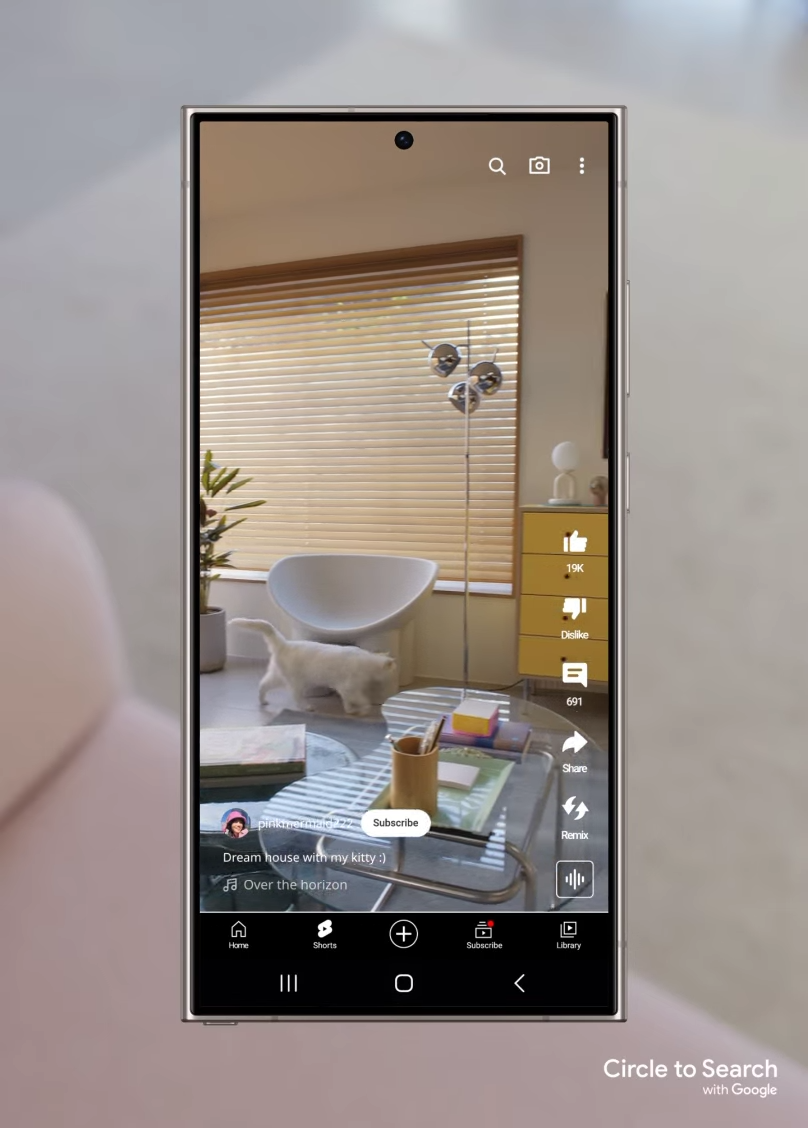 19K
Dislike
691
Share
Remix
pinkmermaid222 Subscribe
Dream house with my kitty :)
Over the horizon
Home Shorts Subscribe Library
Circle to Search
with Google